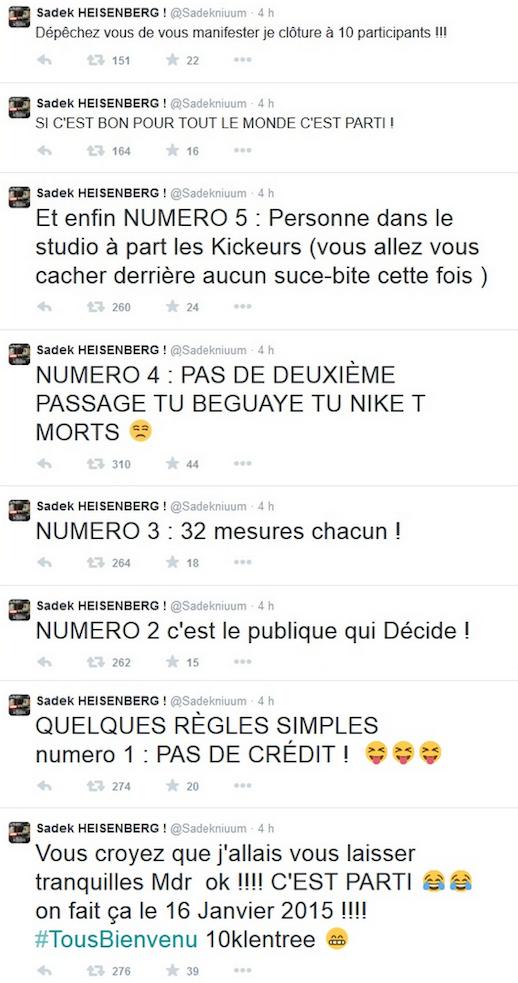 Sadek HEISENBERG ! @Sadekniuum · 4 h
Dépêchez vous de vous manifester je clôture à 10 participants !!!
151 22
Sadek HEISENBERG ! @Sadekniuum · 4 h
SI C'EST BON POUR TOUT LE MONDE C'EST PARTI !
164 16
Sadek HEISENBERG ! @Sadekniuum · 4 h
Et enfin NUMERO 5 : Personne dans le
studio à part les Kickeurs (vous allez vous
cacher derrière aucun suce-bite cette fois )
260 24
Sadek HEISENBERG ! @Sadekniuum · 4 h
NUMERO 4 : PAS DE DEUXIÈME
PASSAGE TU BEGUAYE TU NIKE T
MORTS 😒
310 44
Sadek HEISENBERG ! @Sadekniuum · 4 h
NUMERO 3 : 32 mesures chacun !
264 18
Sadek HEISENBERG ! @Sadekniuum · 4 h
NUMERO 2 c'est le publique qui Décide !
262 15
Sadek HEISENBERG ! @Sadekniuum · 4 h
QUELQUES RÈGLES SIMPLES
numero 1 : PAS DE CRÉDIT ! 😝😝😝
274 20
Sadek HEISENBERG ! @Sadekniuum · 4 h
Vous croyez que j'allais vous laisser
tranquilles Mdr ok !!!! C'EST PARTI 😂😂
on fait ça le 16 Janvier 2015 !!!!
#TousBienvenu 10klentree 😁
276 39